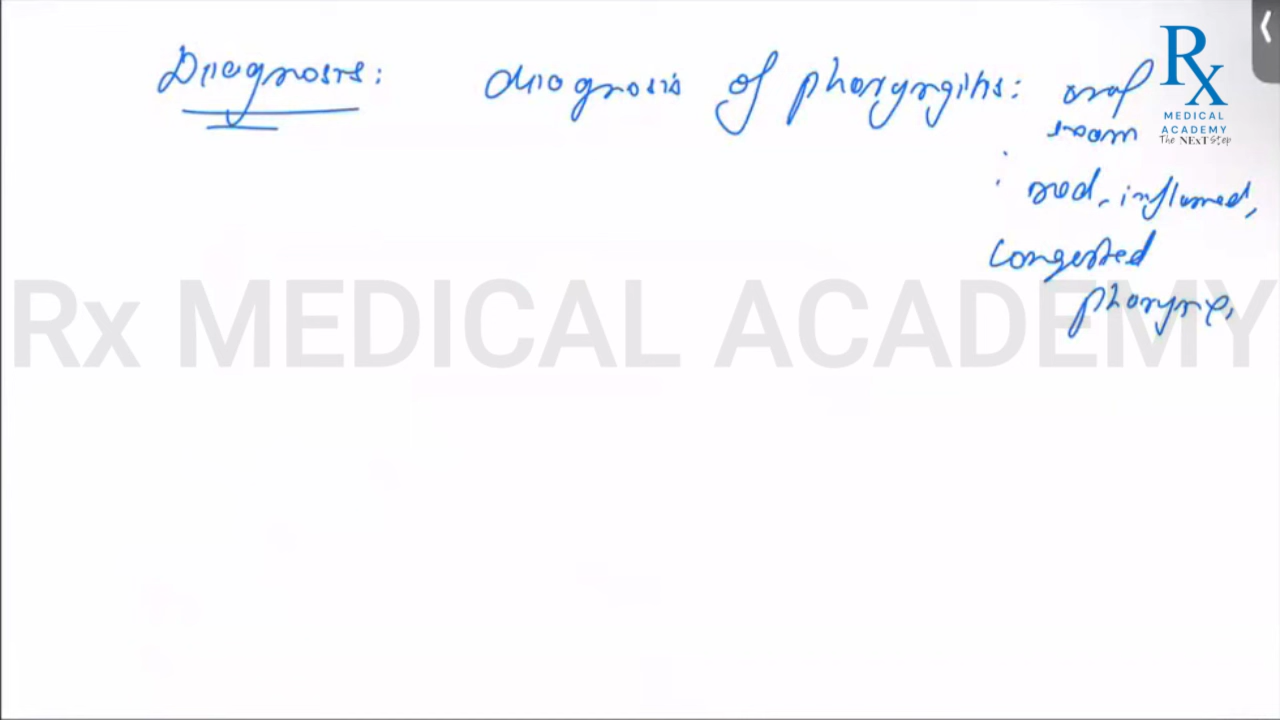 Diagnosis: diagnosis of pharyngitis: oral
exam
: red, inflamed,
congested
pharynx,
Rx
MEDICAL
ACADEMY
The NExT Step
Rx MEDICAL ACADEMY